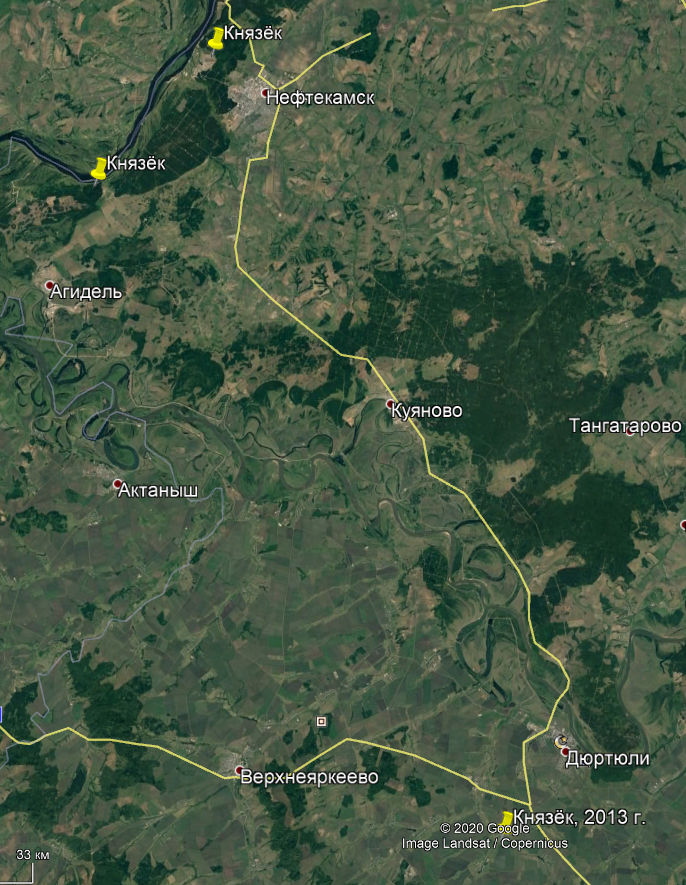 Князёк
Нефтекамск
Князёк
Агидель
Куяново
Тангатарово
Актаныш
Дюртюли
Верхнеяркеево
Князёк, 2013 г.
© 2020 Google
Image Landsat / Copernicus
33 км